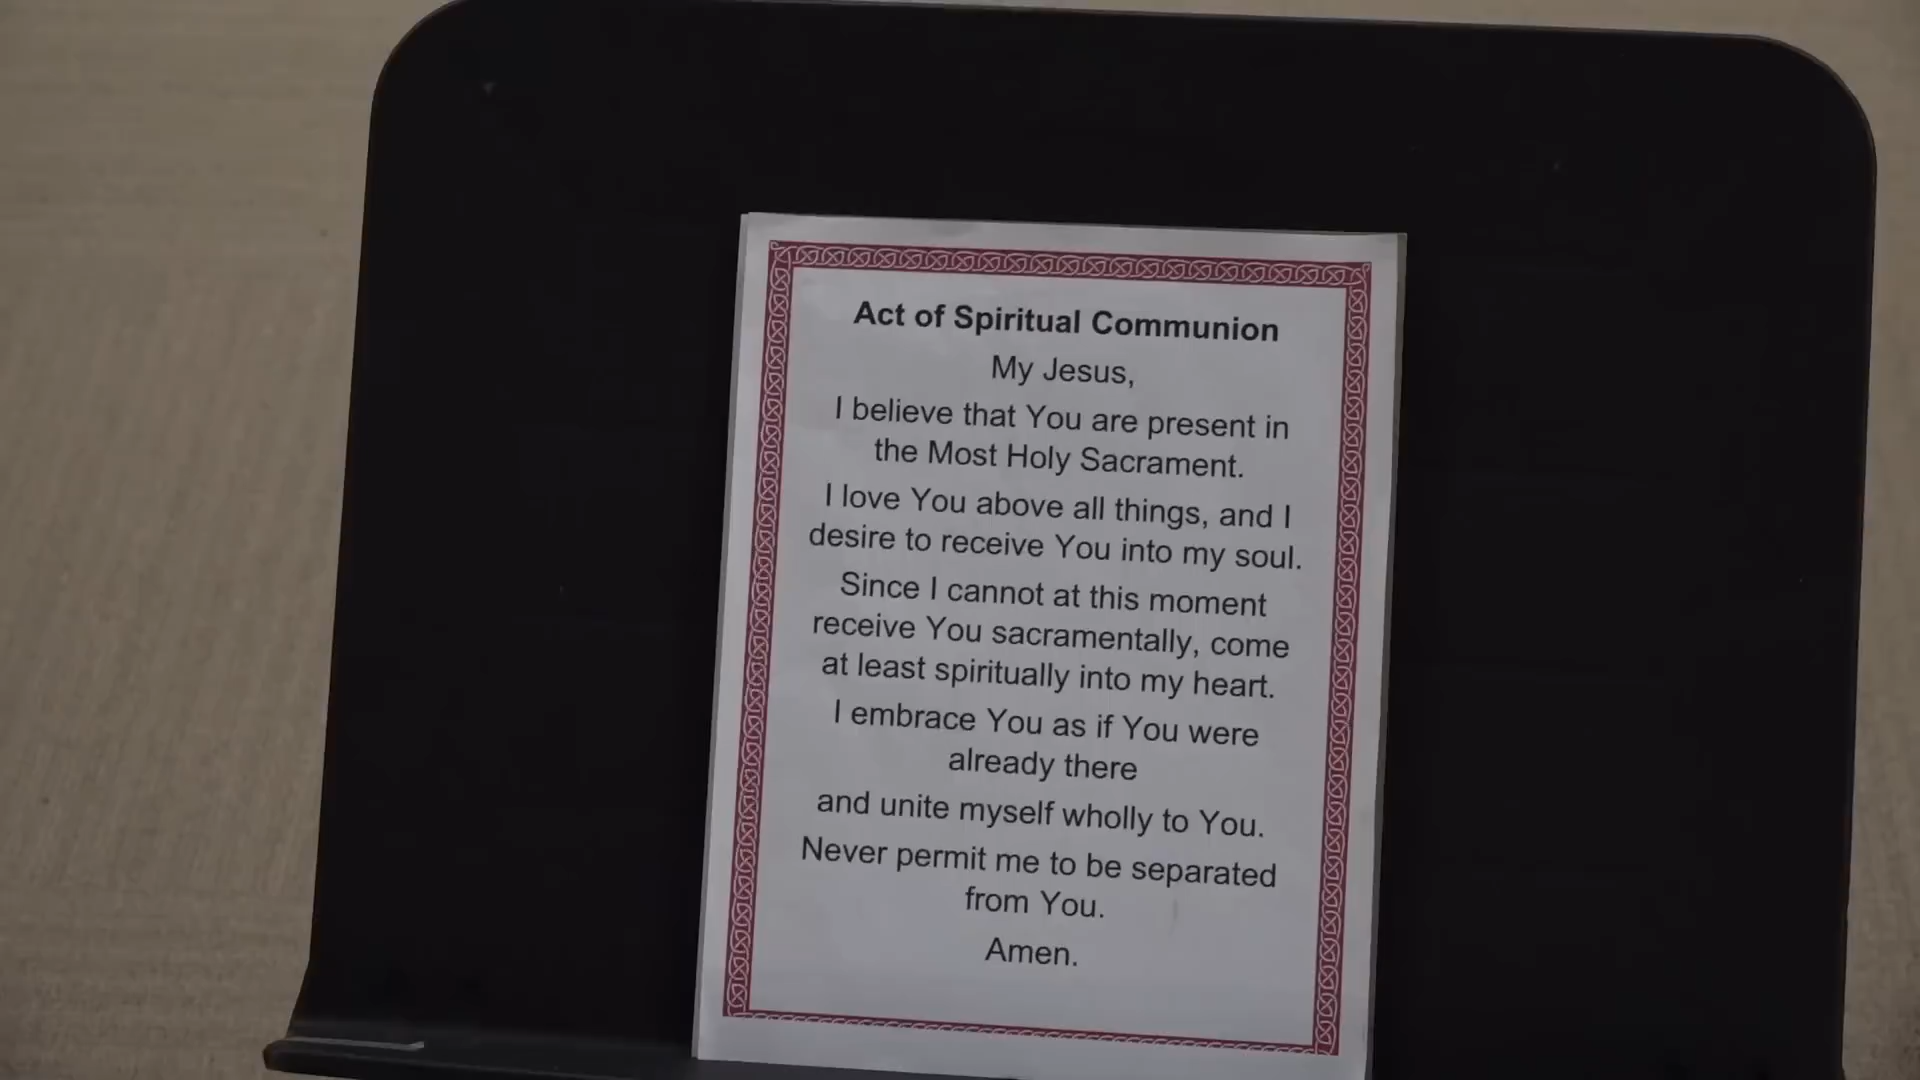 Act of Spiritual Communion
My Jesus,
I believe that You are present in
the Most Holy Sacrament.
I love You above all things, and I
desire to receive You into my soul.
Since I cannot at this moment
receive You sacramentally, come
at least spiritually into my heart.
I embrace You as if You were
already there
and unite myself wholly to You.
Never permit me to be separated
from You.
Amen.